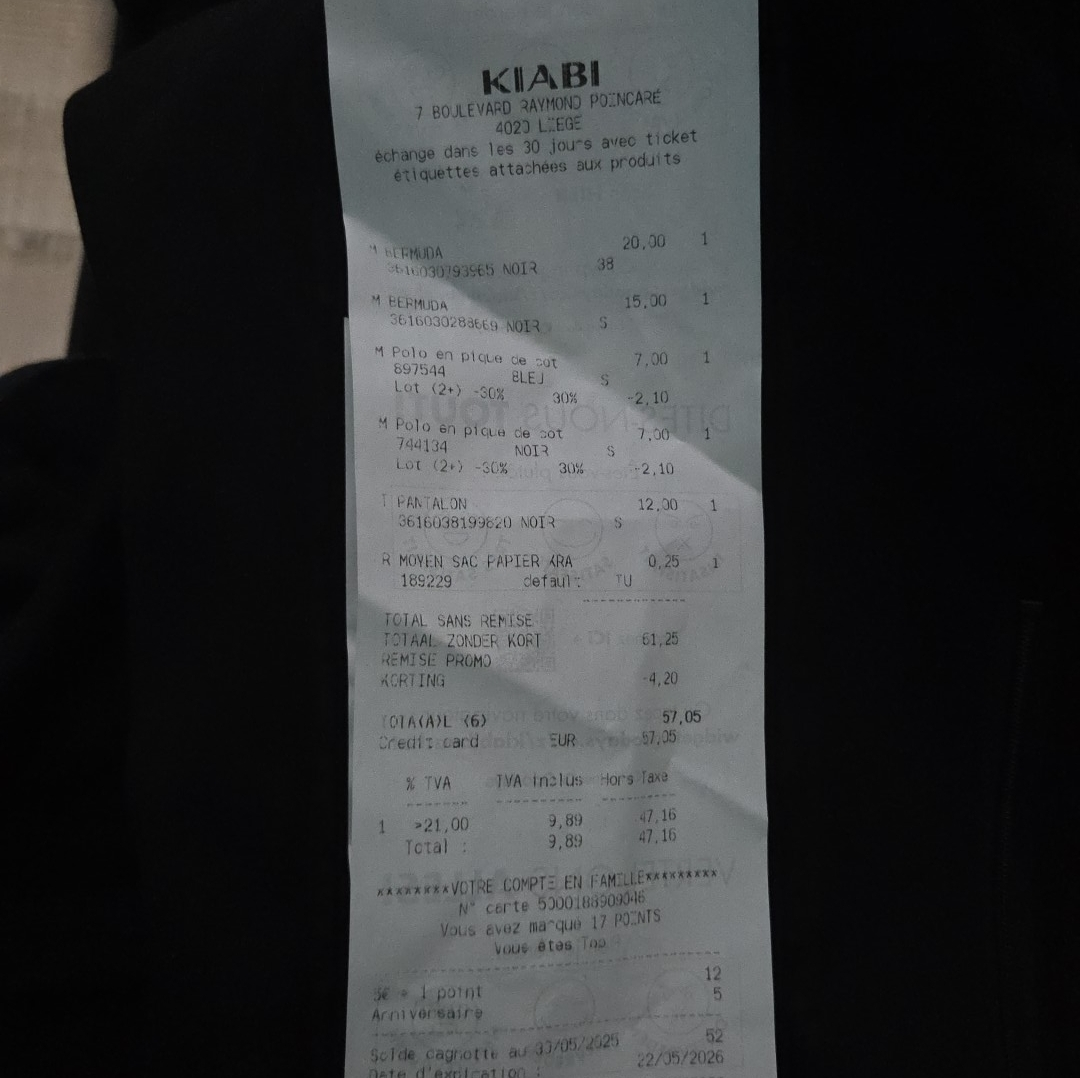 KIABI
7 BOULEVARD RAYMOND POINCARÉ
4020 LIEGE
échange dans les 30 jours avec ticket
étiquettes attachées aux produits
M BERMUDA 20,00 1
3616030793965 NOIR 38
M BERMUDA 15,00 1
3616030288669 NOIR S
M Polo en pique de cot 7,00 1
897544 BLEU S
Lot (2+) -30% 30% -2,10
M Polo en pique de cot 7,00 1
744134 NOIR S
Lot (2+) -30% 30% -2,10
T PANTALON 12,00 1
3616038199620 NOIR S
R MOYEN SAC PAPIER KRA 0,25 1
189229 default TU
TOTAL SANS REMISE
TOTAAL ZONDER KORT 61,25
REMISE PROMO
KORTING -4,20
TOTA(A)L (6) 57,05
Credit card EUR 57,05
% TVA TVA inclus Hors Taxe
1 >21,00 9,89 47,16
Total : 9,89 47,16
********VOTRE COMPTE EN FAMILLE*********
N° carte 5000188909046
Vous avez marqué 17 POINTS
Vous êtes Top
12
5€ = 1 point 5
Anniversaire
Solde cagnotte au 30/05/2025 52
Date d'expiration : 22/05/2026